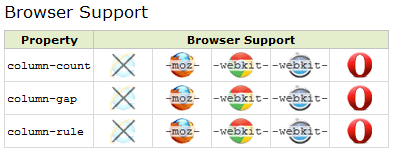 Browser Support
Property Browser Support
column-count -moz- -webkit- -webkit-
column-gap -moz- -webkit- -webkit-
column-rule -moz- -webkit- -webkit-